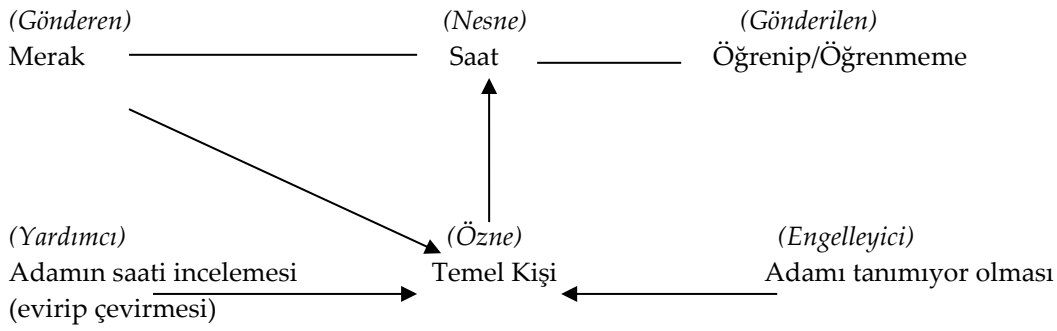 (Gönderen) (Nesne) (Gönderilen)
Merak Saat Öğrenip/Öğrenmeme
(Yardımcı) (Özne) (Engelleyici)
Adamın saati incelemesi Temel Kişi Adamı tanımıyor olması
(evirip çevirmesi)